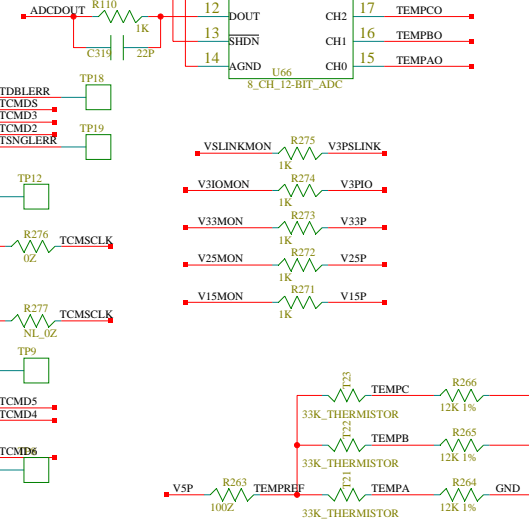 ADCDOUT
R110
1K
C319
22P
12
DOUT
CH2
17
TEMPCO
13
SHDN
CH1
16
TEMPBO
14
AGND
CH0
15
TEMPAO
U66
8_CH_12-BIT_ADC
TP18
TDBLERR
TCMDS
TCMD3
TCMD2
TP19
TSNGLERR
VSLINKMON
R275
1K
V3PSLINK
TP12
V3IOMON
R274
1K
V3PIO
V33MON
R273
1K
V33P
R276
0Z
TCMSCLK
V25MON
R272
1K
V25P
V15MON
R271
1K
V15P
R277
NL_0Z
TCMSCLK
TP9
TCMD5
TCMD4
T23
TEMPC
R266
33K_THERMISTOR
12K 1%
T22
TEMPB
R265
33K_THERMISTOR
12K 1%
TCMD6
V5P
R263
100Z
TEMPREF
T21
TEMPA
R264
GND
33K_THERMISTOR
12K 1%